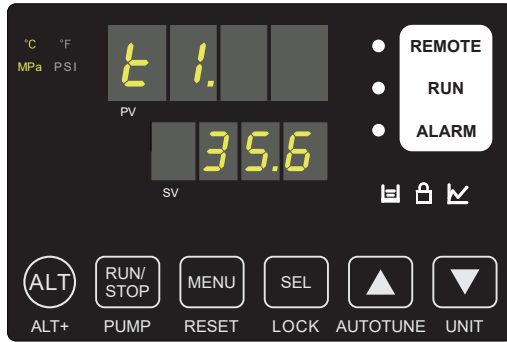 °C °F
MPa PSI
t1.
PV
35.6
SV
REMOTE
RUN
ALARM
ALT
RUN/
STOP
MENU
SEL
ALT+
PUMP
RESET
LOCK
AUTOTUNE
UNIT